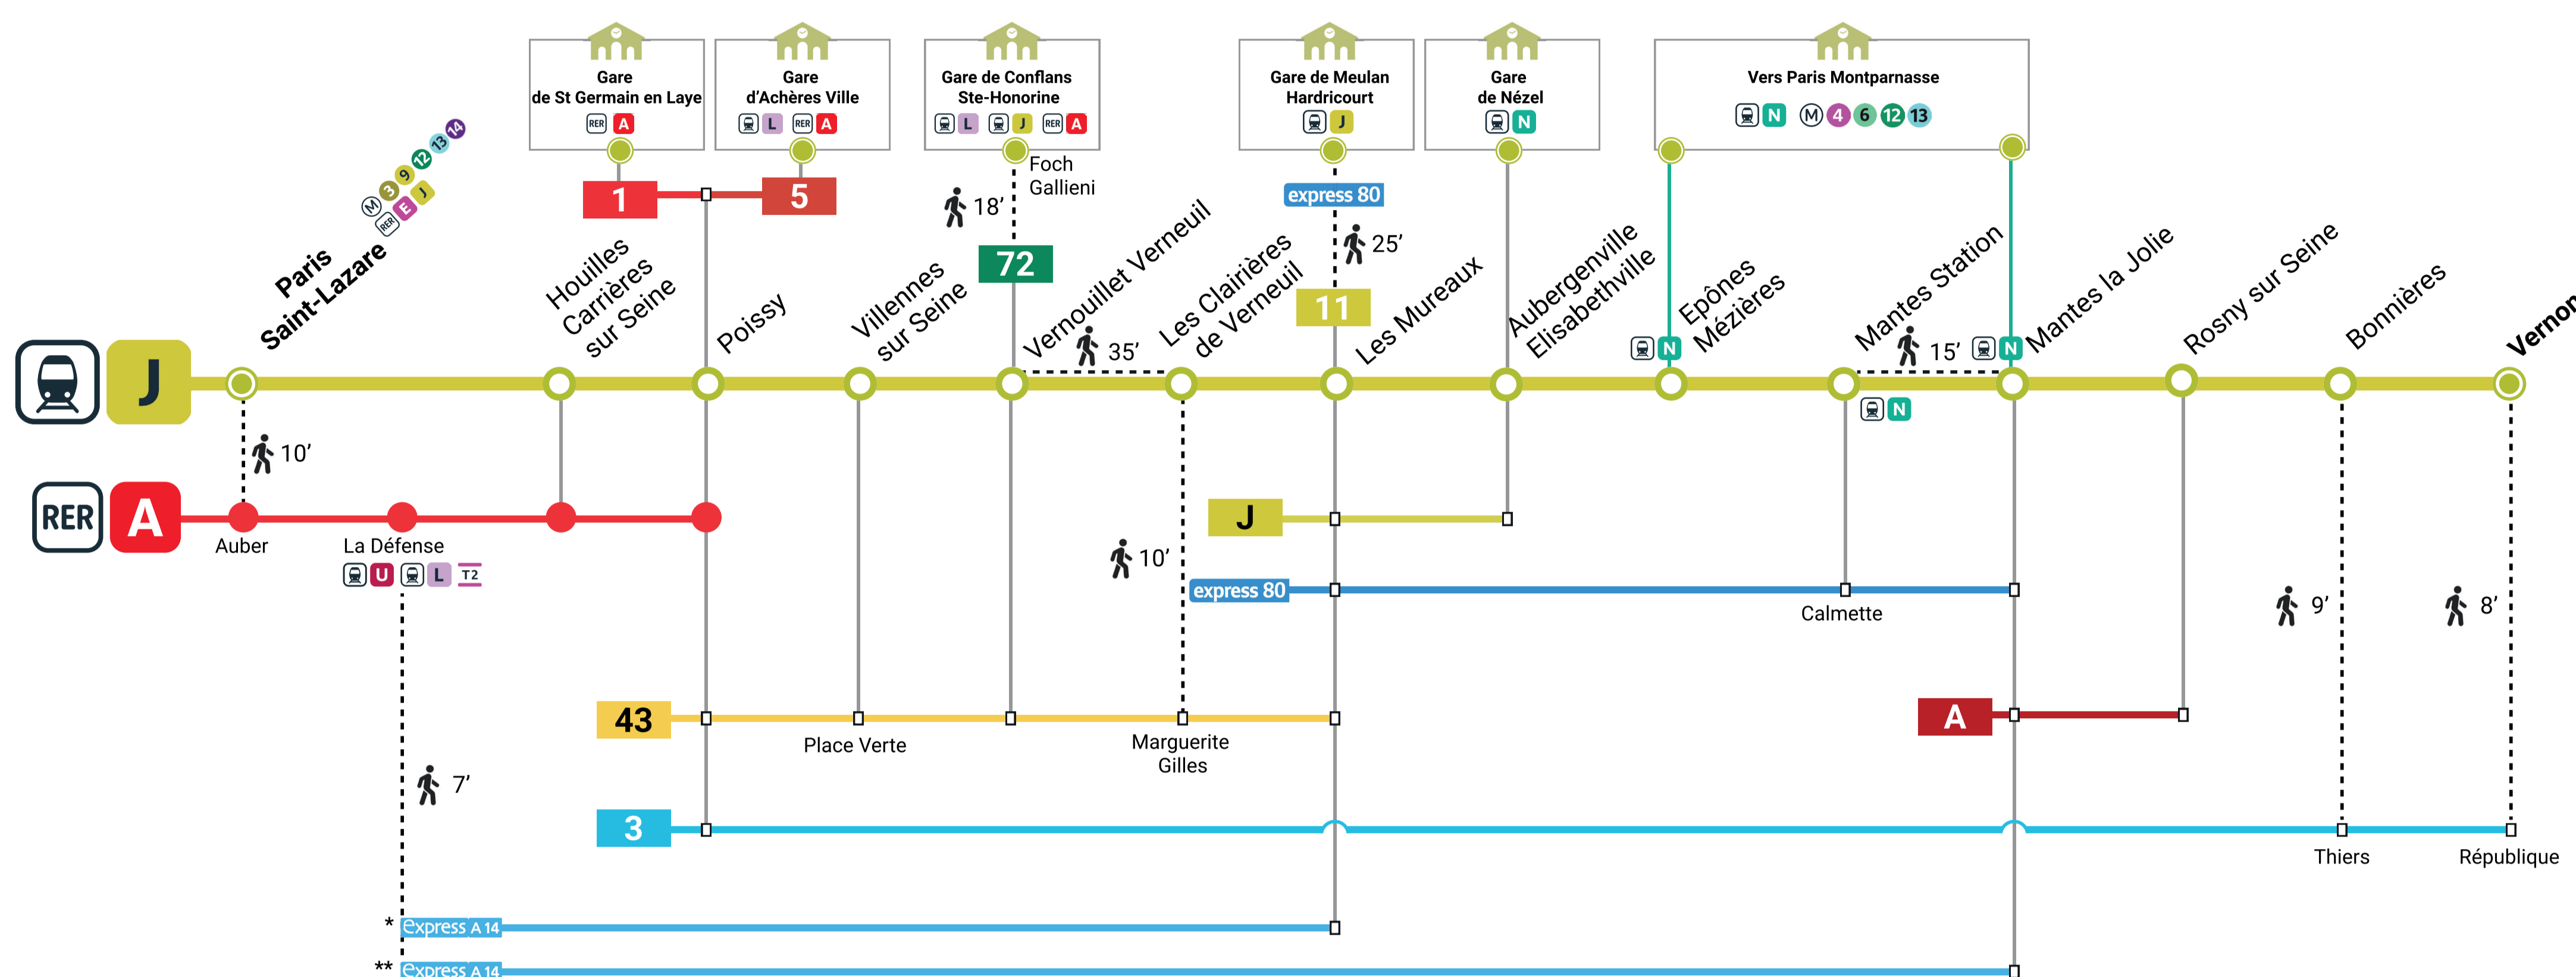 Gare
de St Germain en Laye
RER A
Gare
d’Achères Ville
L RER A
Gare de Conflans
Ste-Honorine
L J RER A
Gare de Meulan
Hardricourt
J
Gare
de Nézel
N
Vers Paris Montparnasse
N M 4 6 12 13
Foch
Gallieni
1
5
18’
72
express 80
25’
11
M 3 9 12 13 14
RER E J
Paris
Saint-Lazare
Houilles
Carrières
sur Seine
Poissy
Villennes
sur Seine
Vernouillet Verneuil
35’
Les Clairières
de Verneuil
Les Mureaux
Aubergenville
Elisabethville
N
Epônes
Mézières
Mantes Station
15’
N
Mantes la Jolie
Rosny sur Seine
Bonnières
Vernon
J
N
10’
RER A
Auber
La Défense
U L T2
J
10’
express 80
Calmette
9’
8’
43
Place Verte
Marguerite
Gilles
A
7’
3
Thiers
République
* express A 14
** express A 14